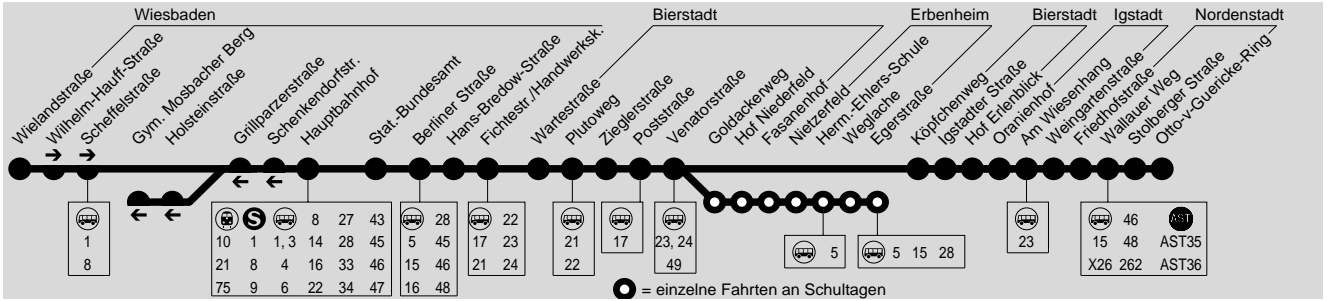 Wiesbaden Bierstadt Erbenheim Bierstadt Igstadt Nordenstadt
Wielandstraße
Wilhelm-Hauff-Straße
Scheffelstraße
Gym. Mosbacher Berg
Holsteinstraße
Grillparzerstraße
Schenkendorfstr.
Hauptbahnhof
Stat.-Bundesamt
Berliner Straße
Hans-Bredow-Straße
Fichtestr./Handwerksk.
Wartestraße
Plutoweg
Zieglerstraße
Poststraße
Venatorstraße
Goldackerweg
Hof Niederfeld
Fasanenhof
Nietzerfeld
Herm.-Ehlers-Schule
Weglache
Egerstraße
Köpfchenweg
Igstatter Straße
Hof Erlenblick
Oranienhof
Am Wiesenhang
Weingartenstraße
Friedhofstraße
Wallauer Weg
Stolberger Straße
Otto-v-Guericke-Ring
1
8
S 8 27 43
10 1 1, 3 14 28 45
21 8 4 16 33 46
75 9 6 22 34 47
28
5 45
15 46
16 48
22
17 23
21 24
21
22
17
23, 24
49
5
5 15 28
23
46 AST
15 48 AST35
X26 262 AST36
= einzelne Fahrten an Schultagen